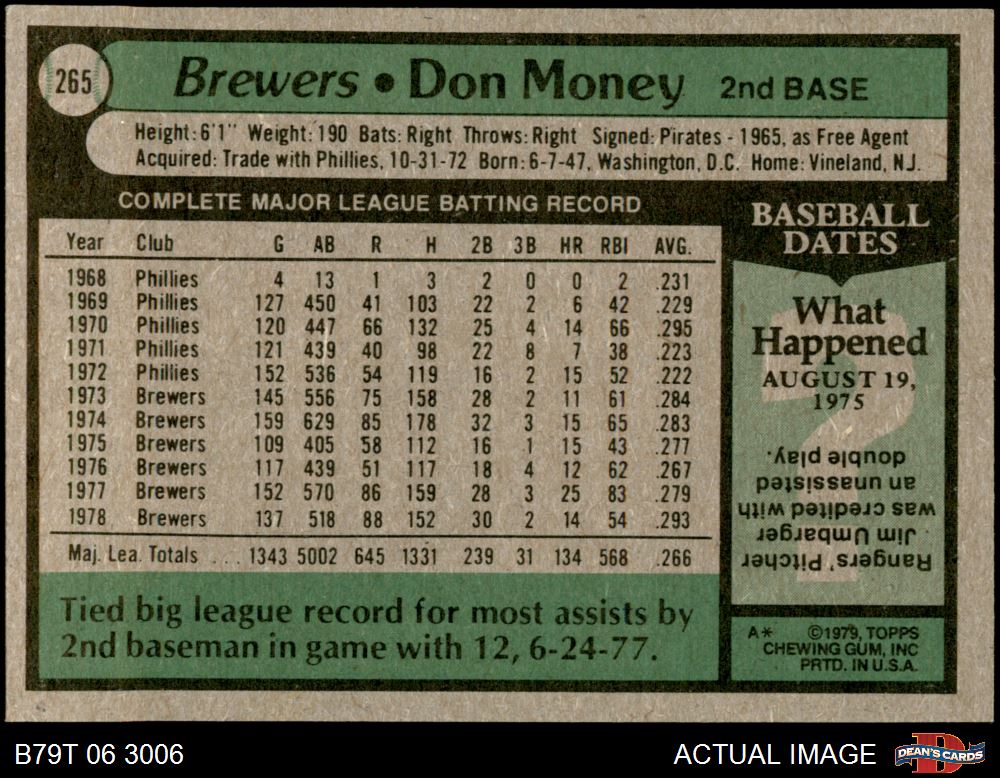 265
Brewers • Don Money 2nd BASE
Height: 6'1" Weight: 190 Bats: Right Throws: Right Signed: Pirates - 1965, as Free Agent
Acquired: Trade with Phillies, 10-31-72 Born: 6-7-47, Washington, D.C. Home: Vineland, N.J.
COMPLETE MAJOR LEAGUE BATTING RECORD
Year Club G AB R H 2B 3B HR RBI AVG.
1968 Phillies 4 13 1 3 2 0 0 2 .231
1969 Phillies 127 450 41 103 22 2 6 42 .229
1970 Phillies 120 447 66 132 25 4 14 66 .295
1971 Phillies 121 439 40 98 22 8 7 38 .223
1972 Phillies 152 536 54 119 16 2 15 52 .222
1973 Brewers 145 556 75 158 28 2 11 61 .284
1974 Brewers 159 629 85 178 32 3 15 65 .283
1975 Brewers 109 405 58 112 16 1 15 43 .277
1976 Brewers 117 439 51 117 18 4 12 62 .267
1977 Brewers 152 570 86 159 28 3 25 83 .279
1978 Brewers 137 518 88 152 30 2 14 54 .293
Maj. Lea. Totals .... 1343 5002 645 1331 239 31 134 568 .266
Tied big league record for most assists by
2nd baseman in game with 12, 6-24-77.
BASEBALL
DATES
What
Happened
AUGUST 19,
1975
?
Rangers' Pitcher
Jim Umbarger
was credited with
an unassisted
double play.
A* ©1979, TOPPS
CHEWING GUM, INC
PRTD. IN U.S.A.
B79T 06 3006
ACTUAL IMAGE
D
DEAN'S CARDS